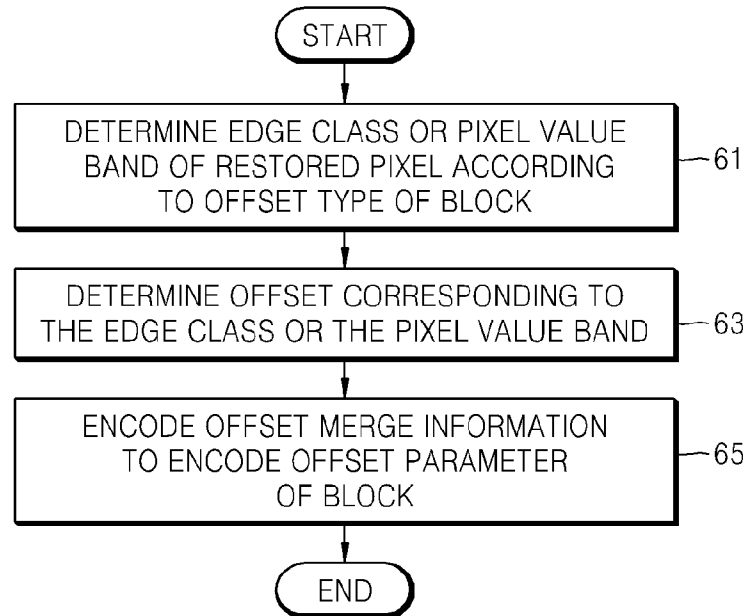 START
DETERMINE EDGE CLASS OR PIXEL VALUE
BAND OF RESTORED PIXEL ACCORDING
TO OFFSET TYPE OF BLOCK
61
DETERMINE OFFSET CORRESPONDING TO
THE EDGE CLASS OR THE PIXEL VALUE BAND
63
ENCODE OFFSET MERGE INFORMATION
TO ENCODE OFFSET PARAMETER
OF BLOCK
65
END